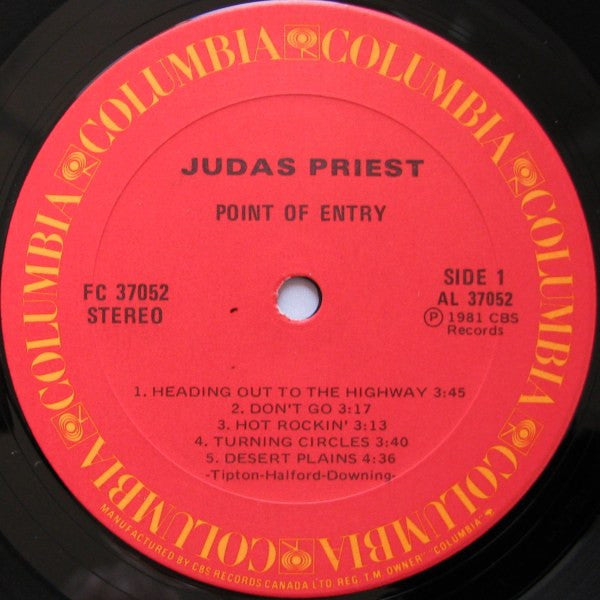 COLUMBIA COLUMBIA COLUMBIA COLUMBIA COLUMBIA COLUMBIA
JUDAS PRIEST
POINT OF ENTRY
FC 37052
STEREO
SIDE 1
AL 37052
Ⓟ 1981 CBS
Records
1. HEADING OUT TO THE HIGHWAY 3:45
2. DON'T GO 3:17
3. HOT ROCKIN' 3:13
4. TURNING CIRCLES 3:40
5. DESERT PLAINS 4:36
-Tipton-Halford-Downing-
MANUFACTURED BY CBS RECORDS CANADA LTD REG. T.M. OWNER "COLUMBIA"